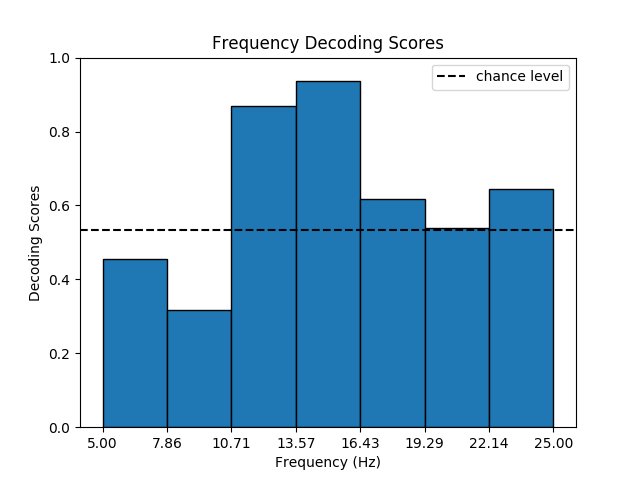 Frequency Decoding Scores
chance level
Decoding Scores
1.0
0.8
0.6
0.4
0.2
0.0
5.00 7.86 10.71 13.57 16.43 19.29 22.14 25.00
Frequency (Hz)